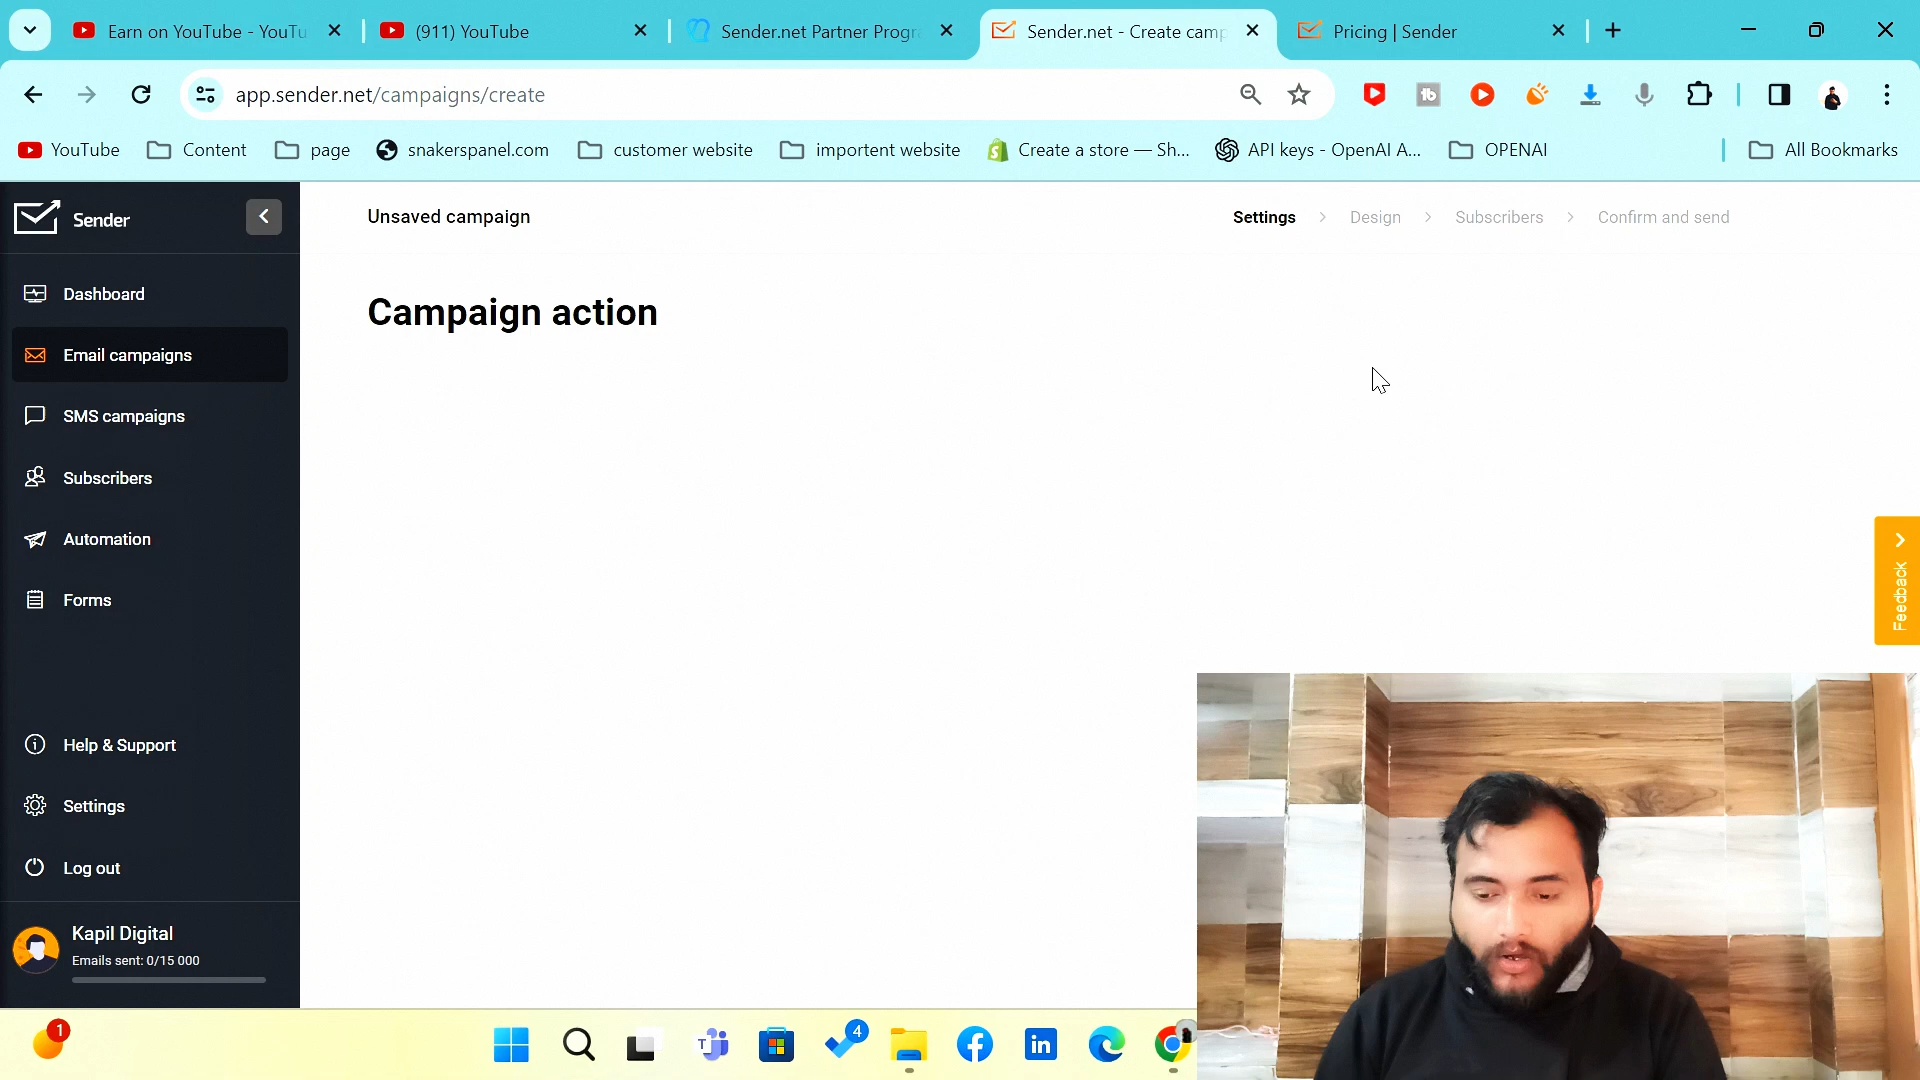 Earn on YouTube - YouTu
(911) YouTube
Sender.net Partner Progra
Sender.net - Create camp
Pricing | Sender
app.sender.net/campaigns/create
YouTube
Content
page
snakerspanel.com
customer website
importent website
Create a store — Sh...
API keys - OpenAI A...
OPENAI
All Bookmarks
Sender
Unsaved campaign
Settings
Design
Subscribers
Confirm and send
Campaign action
Dashboard
Email campaigns
SMS campaigns
Subscribers
Automation
Forms
Feedback
Help & Support
Settings
Log out
Kapil Digital
Emails sent: 0/15 000
1
4